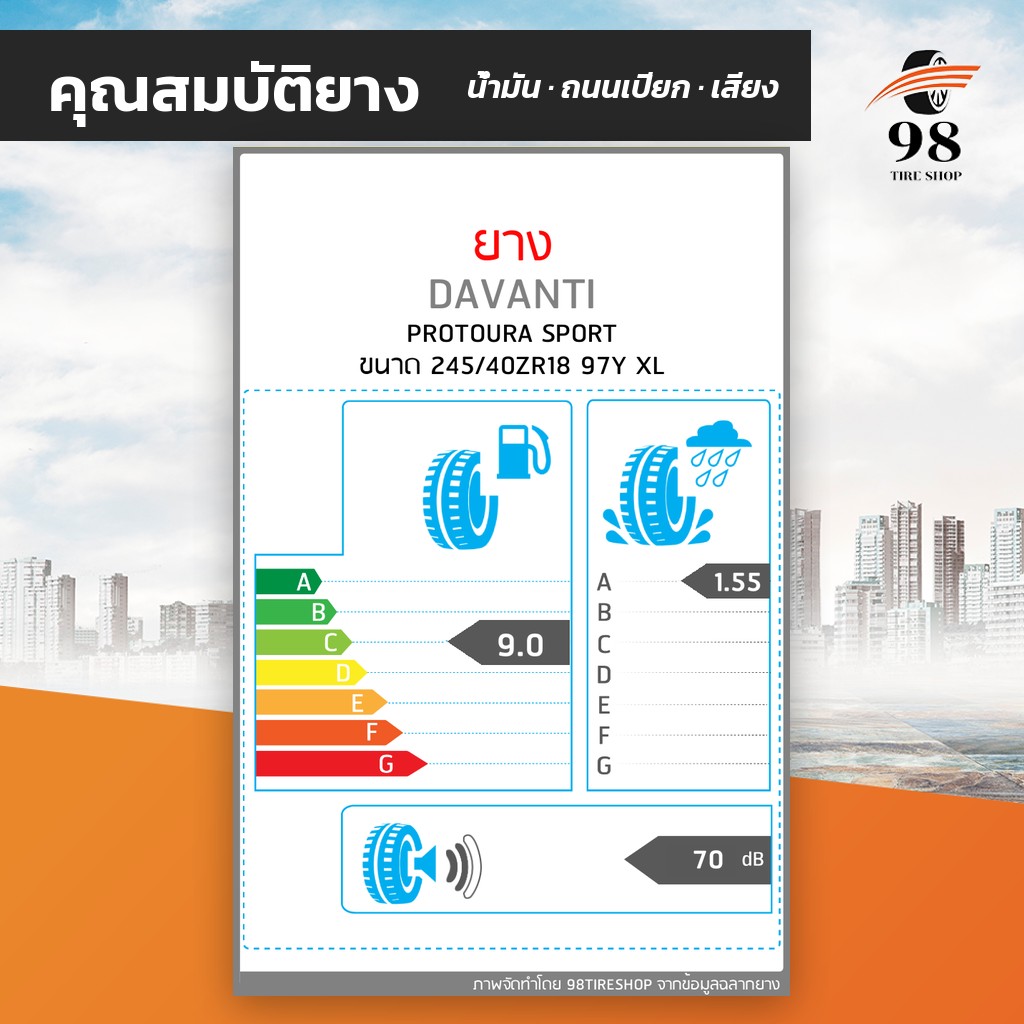 คุณสมบัติยาง
น้ำมัน · ถนนเปียก · เสียง
98
TIRE SHOP
ยาง
DAVANTI
PROTOURA SPORT
ขนาด 245/40ZR18 97Y XL
A
B
C
D
E
F
G
9.0
A
B
C
D
E
F
G
1.55
70 dB
ภาพจัดทำโดย 98TIRESHOP จากข้อมูลฉลากยาง